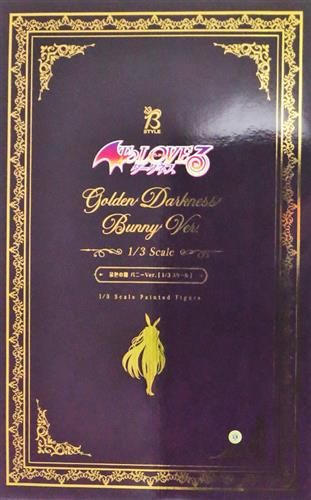 B
STYLE
To LOVEる
ダークネス
Golden Darkness
Bunny Ver.
1/3 Scale
金色の闇 バニーVer. [1/3スケール]
1/3 Scale Painted Figure